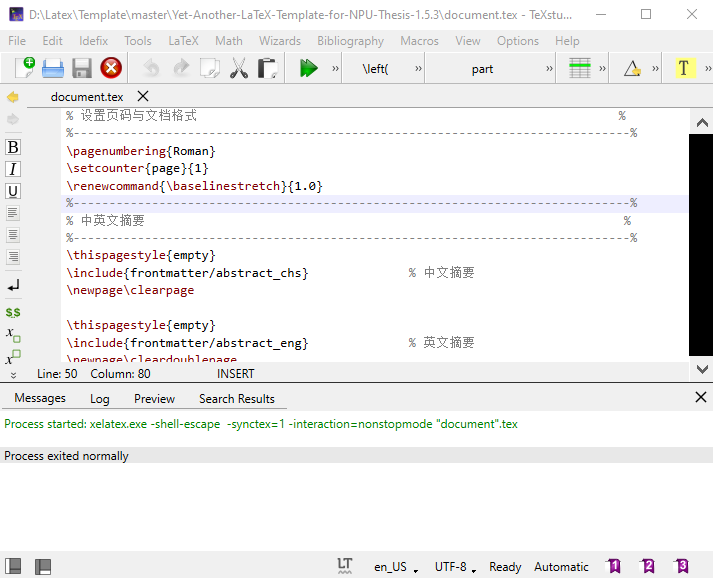 D:\Latex\Template\master\Yet-Another-LaTeX-Template-for-NPU-Thesis-1.5.3\document.tex - TeXstu...
File Edit Idefix Tools LaTeX Math Wizards Bibliography Macros View Options Help
\left( part T
document.tex
% 设置页码与文档格式 %
%-----------------------------------------------------------------------%
\pagenumbering{Roman}
\setcounter{page}{1}
\renewcommand{\baselinestretch}{1.0}
%-----------------------------------------------------------------------%
% 中英文摘要 %
%-----------------------------------------------------------------------%
\thispagestyle{empty}
\include{frontmatter/abstract_chs} % 中文摘要
\newpage\clearpage
\thispagestyle{empty}
\include{frontmatter/abstract_eng} % 英文摘要
\newpage\cleardoublepage
B
I
U
$$
x
x
Line: 50 Column: 80 INSERT
Messages Log Preview Search Results
Process started: xelatex.exe -shell-escape -synctex=1 -interaction=nonstopmode "document".tex
Process exited normally
LT en_US UTF-8 Ready Automatic 1 2 3